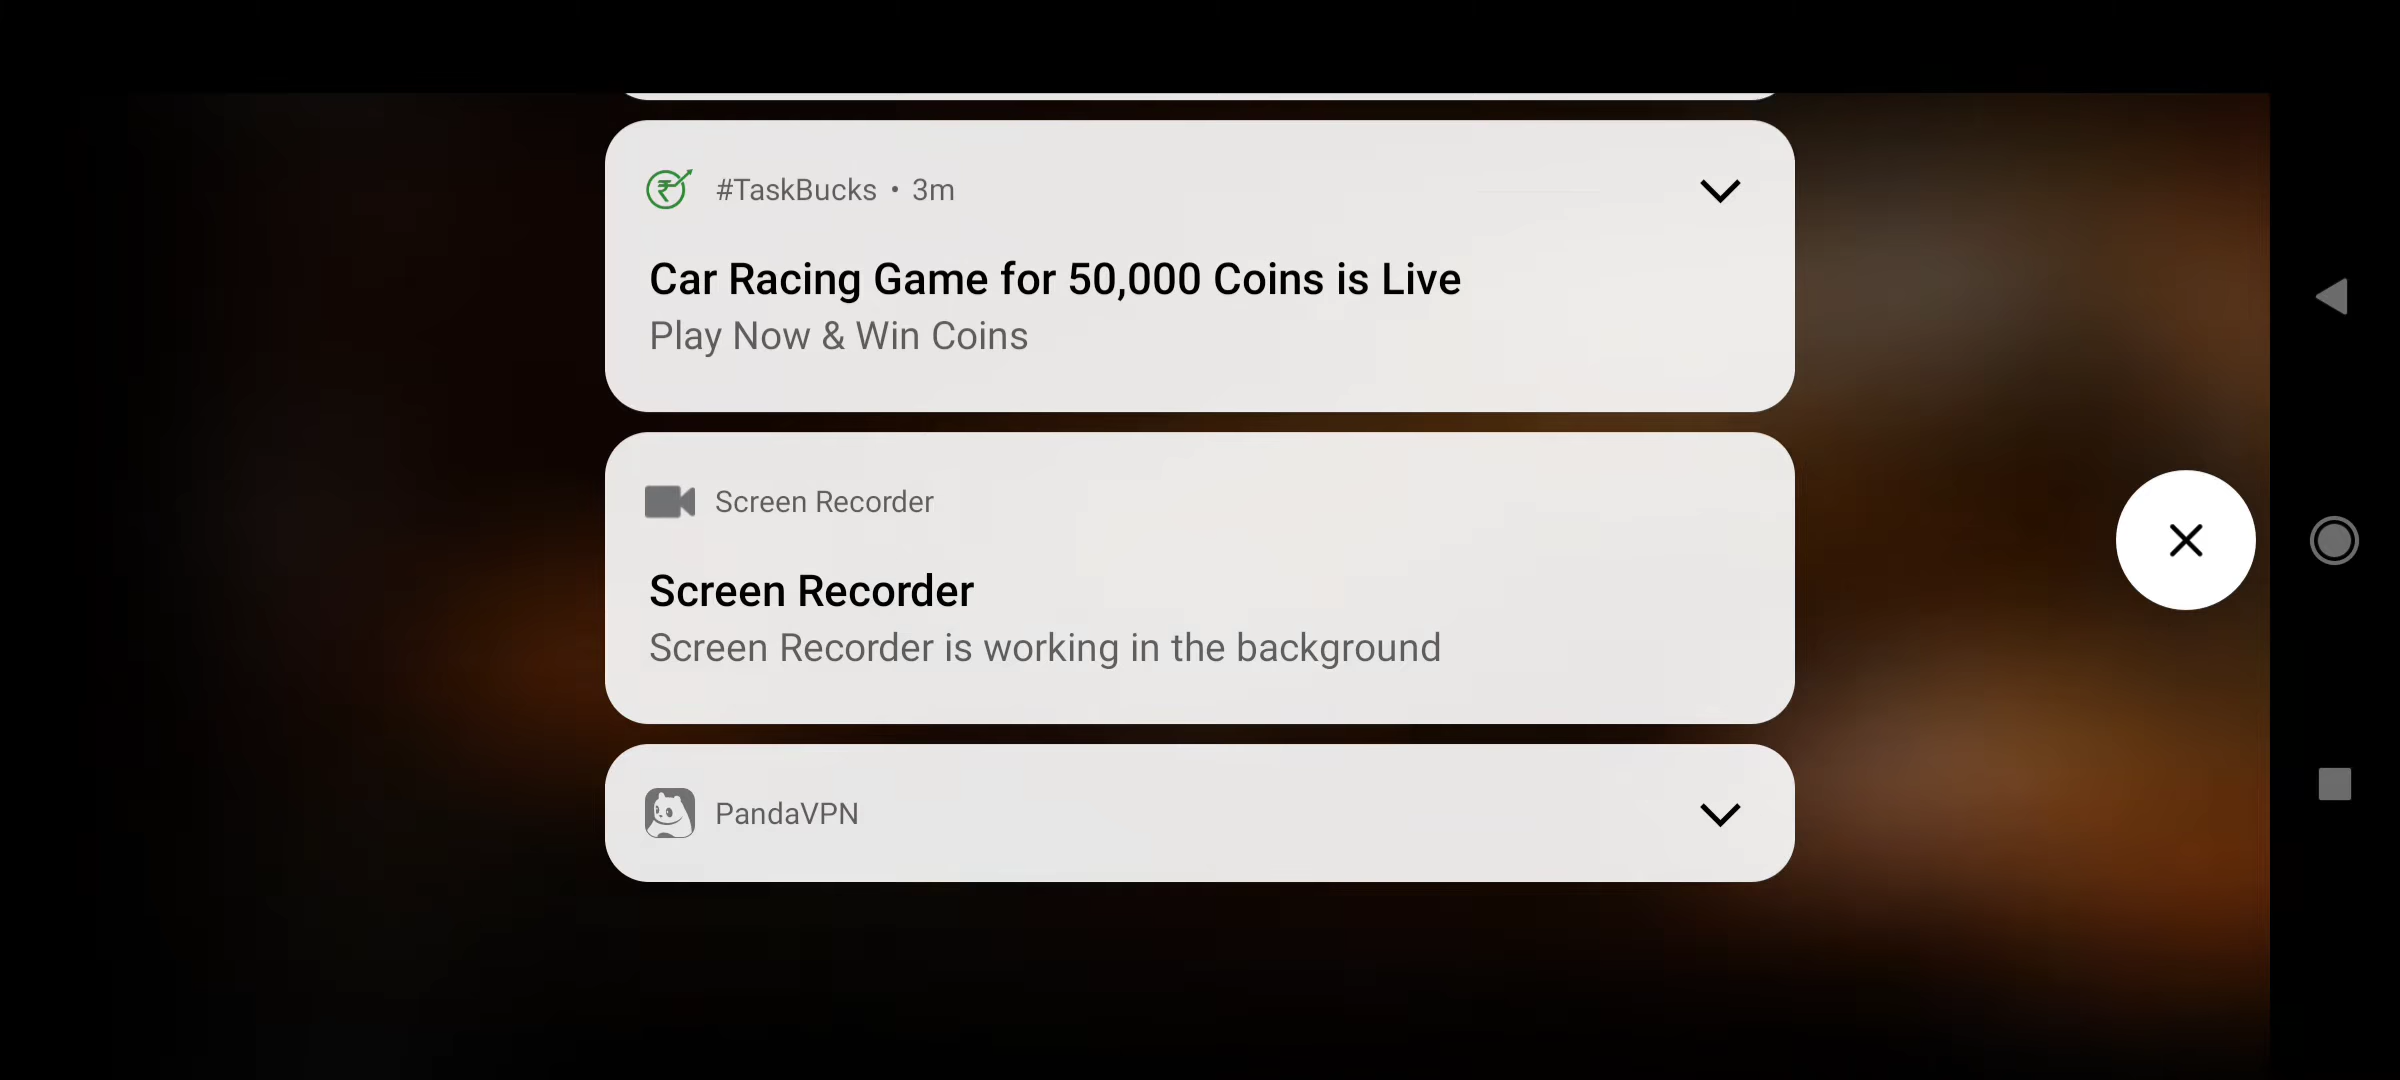 #TaskBucks • 3m
Car Racing Game for 50,000 Coins is Live
Play Now & Win Coins
Screen Recorder
Screen Recorder
Screen Recorder is working in the background
PandaVPN